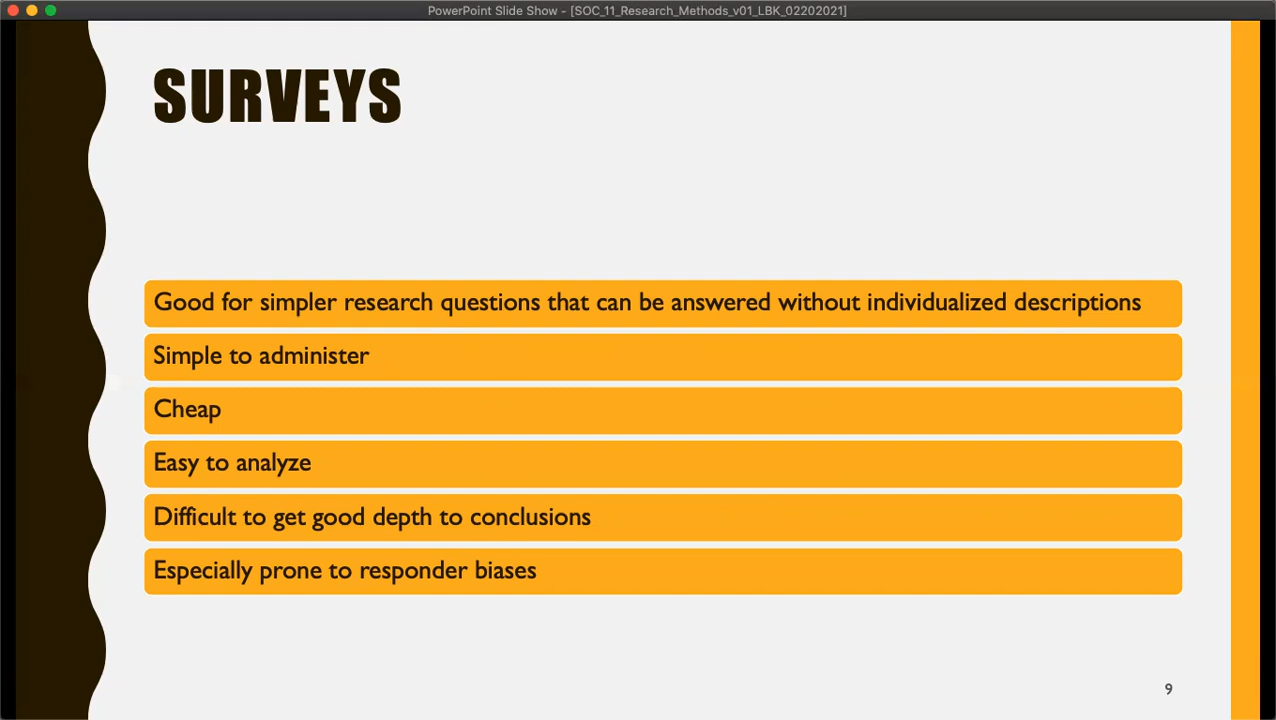 PowerPoint Slide Show - [SOC_11_Research_Methods_v01_LBK_02202021]
SURVEYS
Good for simpler research questions that can be answered without individualized descriptions
Simple to administer
Cheap
Easy to analyze
Difficult to get good depth to conclusions
Especially prone to responder biases
9